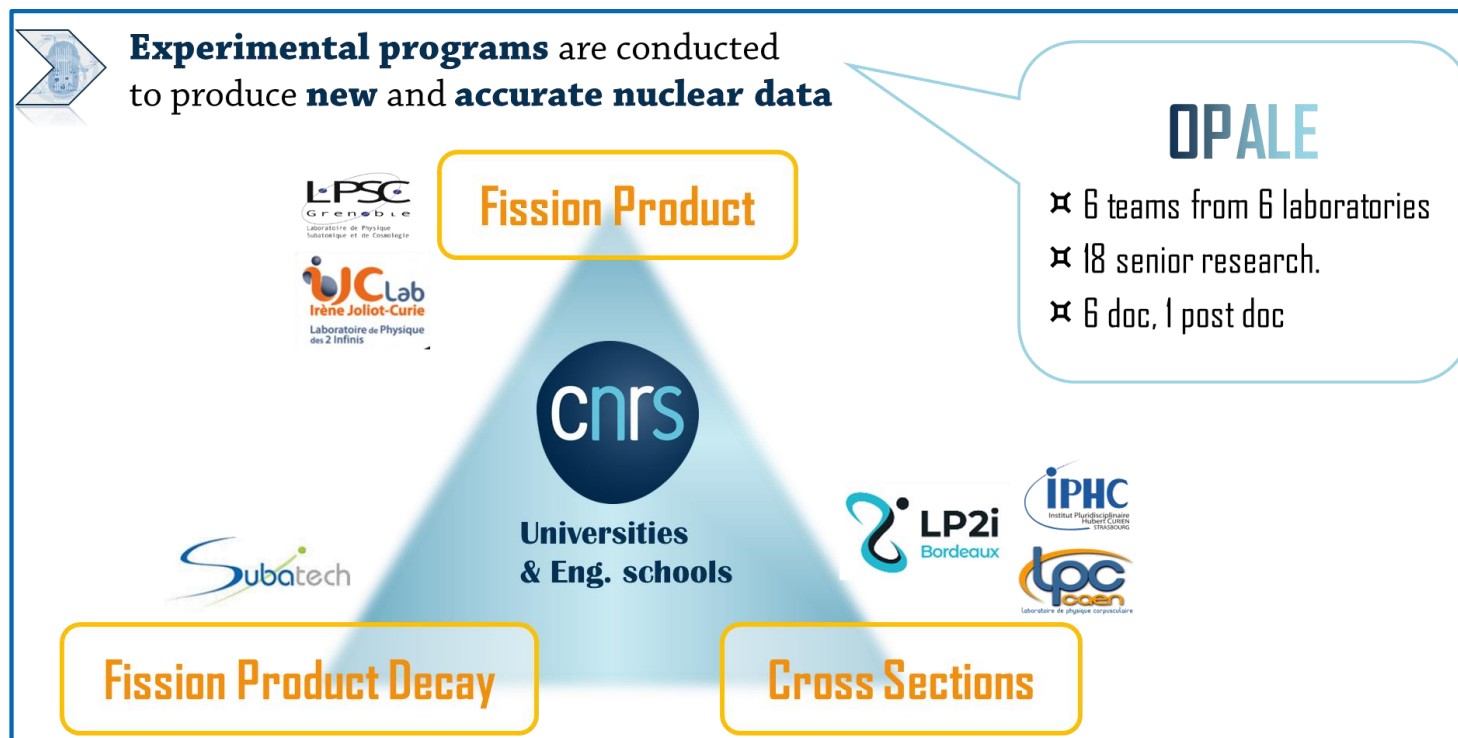 Experimental programs are conducted
to produce new and accurate nuclear data
OPALE
¤ 6 teams from 6 laboratories
¤ 18 senior research.
¤ 6 doc, 1 post doc
LPSC
Grenoble
Laboratoire de Physique
Subatomique et de Cosmologie
Fission Product
iJCLab
Irène Joliot-Curie
Laboratoire de Physique
des 2 Infinis
cnrs
Universities
& Eng. schools
Subatech
LP2i
Bordeaux
iPHC
Institut Pluridisciplinaire
Hubert CURIEN
STRASBOURG
LPC
caen
laboratoire de physique corpusculaire
Fission Product Decay
Cross Sections